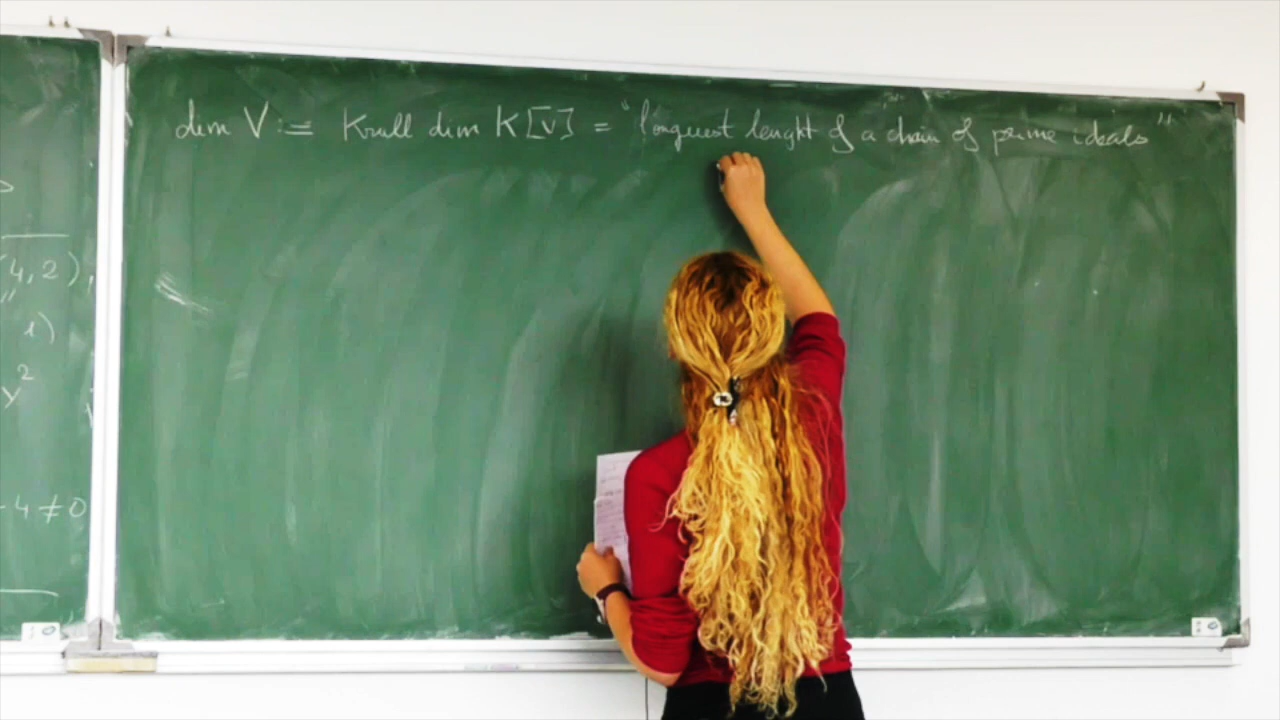 dim V := Krull dim K[V] = "longuest lenght of a chain of prime ideals"
4,2),
"
1)
y²
-4≠0